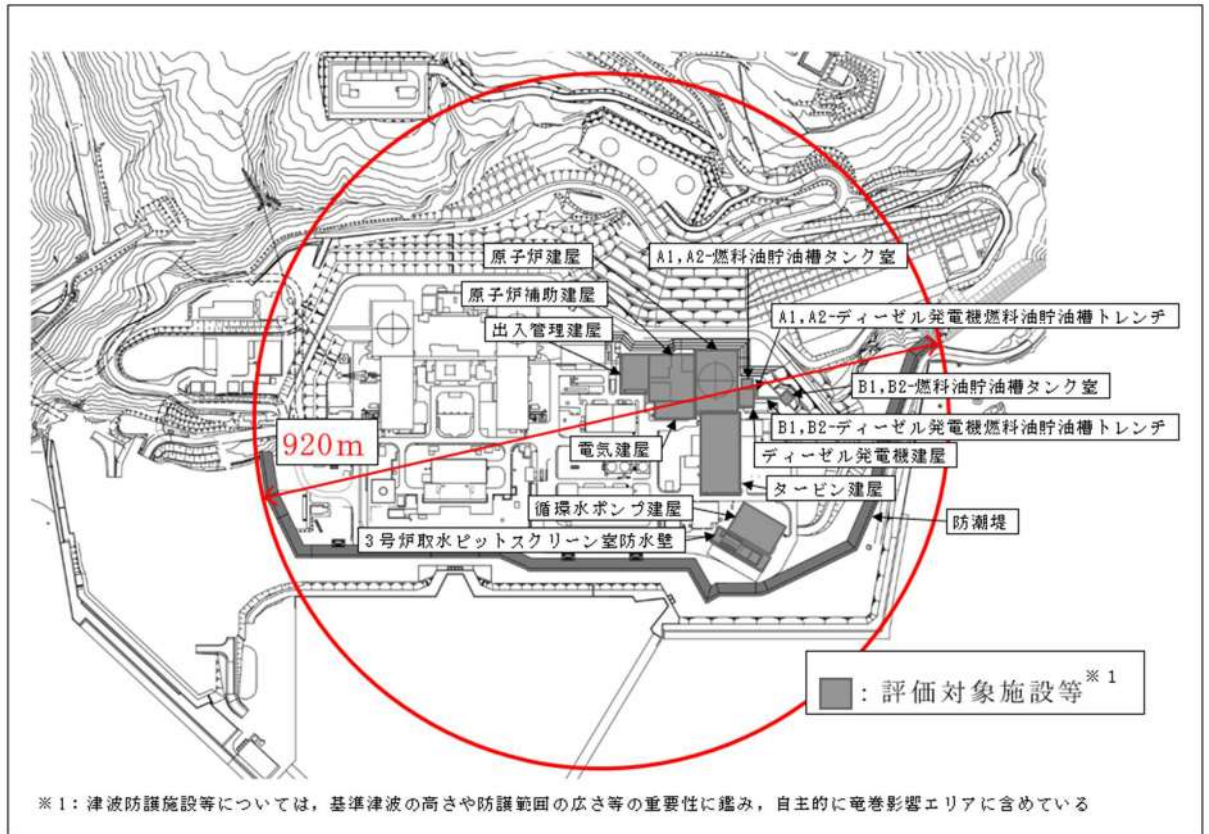 原子炉建屋
A1,A2-燃料油貯油槽タンク室
原子炉補助建屋
出入管理建屋
A1,A2-ディーゼル発電機燃料油貯油槽トレンチ
B1,B2-燃料油貯油槽タンク室
B1,B2-ディーゼル発電機燃料油貯油槽トレンチ
920m
電気建屋
ディーゼル発電機建屋
タービン建屋
循環水ポンプ建屋
防潮堤
3号炉取水ピットスクリーン室防水壁
：評価対象施設等※1
※1：津波防護施設等については，基準津波の高さや防護範囲の広さ等の重要性に鑑み，自主的に竜巻影響エリアに含めている